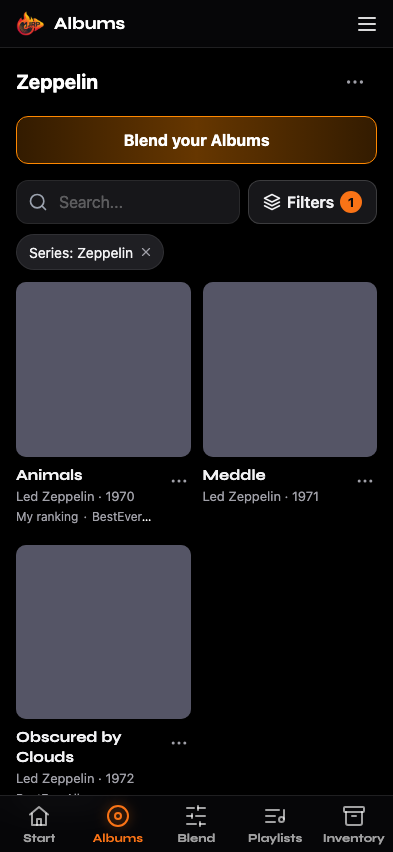 Albums
Zeppelin
Blend your Albums
Search...
Filters 1
Series: Zeppelin
Animals
Led Zeppelin · 1970
My ranking · BestEver...
Meddle
Led Zeppelin · 1971
Obscured by
Clouds
Led Zeppelin · 1972
Start
Albums
Blend
Playlists
Inventory